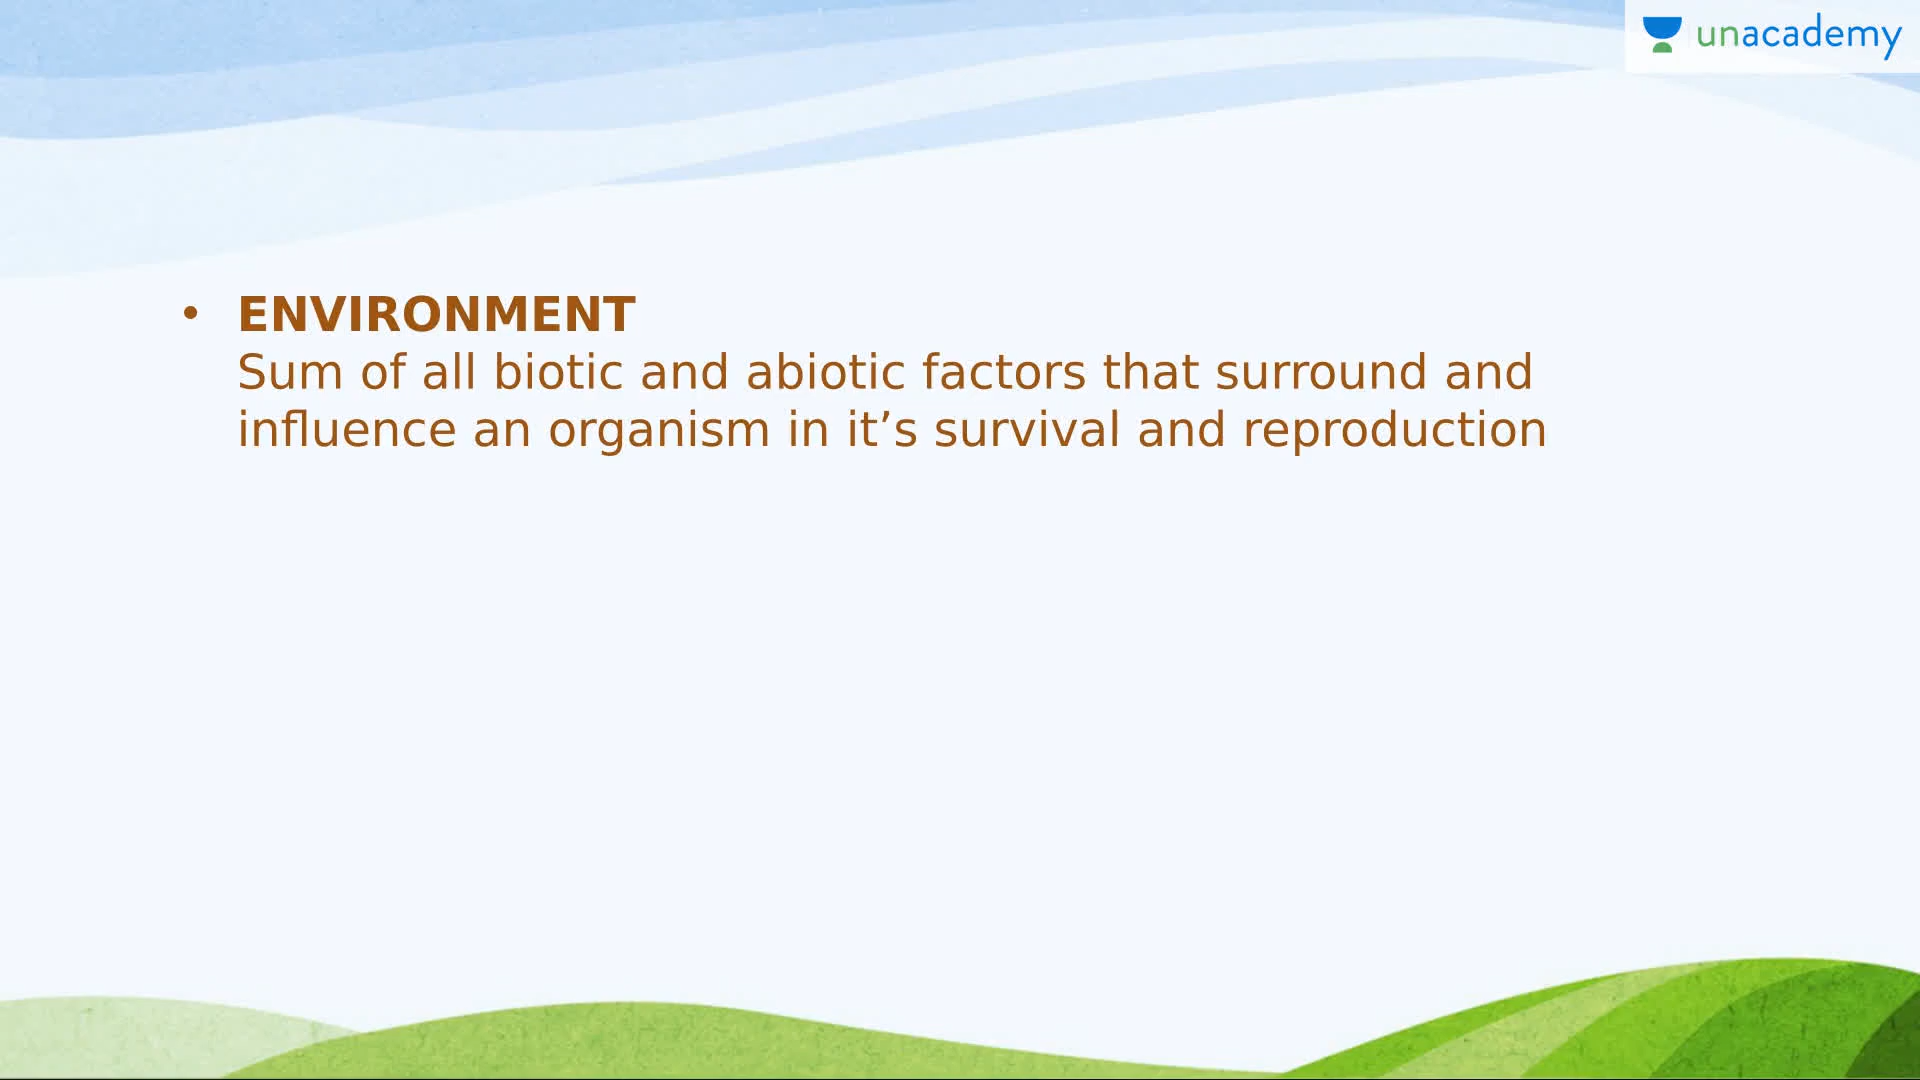 unacademy
• ENVIRONMENT
Sum of all biotic and abiotic factors that surround and
influence an organism in it’s survival and reproduction